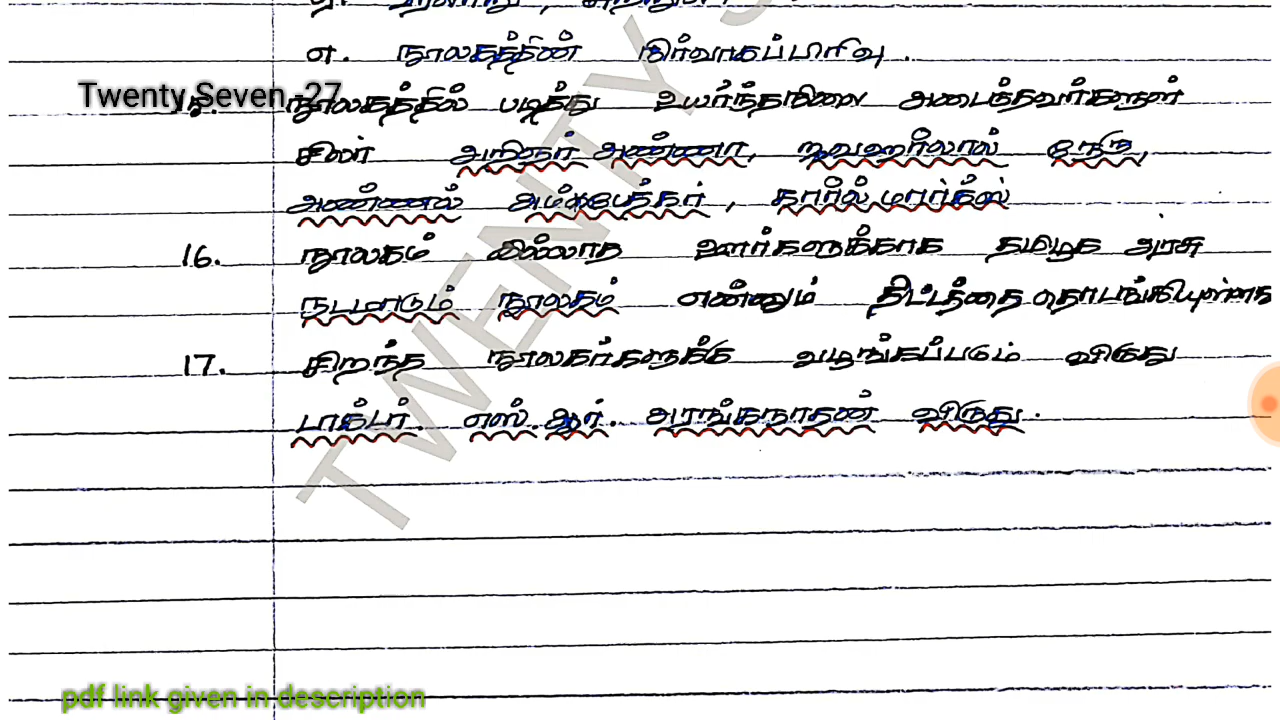 எ. நூலகத்தின் நிர்வாகப்பிரிவு.
Twenty Seven -27
நூலகத்தில் படித்து உயர்ந்தநிலை அடைந்தவர்களுள்
சிலர் அறிஞர் அண்ணா, ஜவஹர்லால் நேரு,
அண்ணல் அம்பேத்கர், கார்ல் மார்க்ஸ்
16. நூலகம் இல்லாத ஊர்களுக்காக தமிழக அரசு
நடமாடும் நூலகம் என்னும் திட்டத்தை தொடங்கியுள்ளது
17. சிறந்த நூலகர்களுக்கு வழங்கப்படும் விருது
டாக்டர். எஸ். ஆர். அரங்கநாதன் விருது.
TWENTY S
pdf link given in description